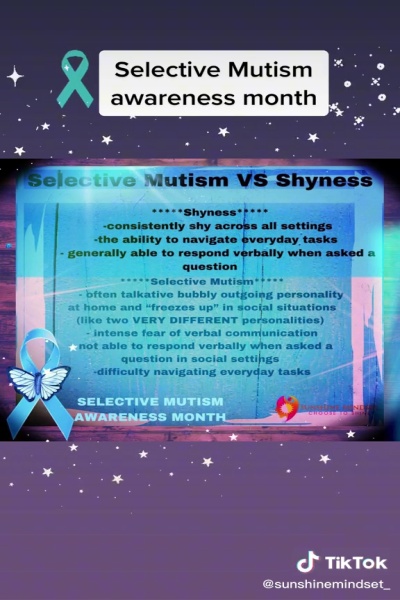 Selective Mutism
awareness month
Selective Mutism VS Shyness
*****Shyness*****
-consistently shy across all settings
-the ability to navigate everyday tasks
- generally able to respond verbally when asked a
question
*****Selective Mutism*****
- often talkative bubbly outgoing personality
at home and “freezes up” in social situations
(like two VERY DIFFERENT personalities)
- intense fear of verbal communication
not able to respond verbally when asked a
question in social settings
-difficulty navigating everyday tasks
SELECTIVE MUTISM
AWARENESS MONTH
TikTok
@sunshinemindset_